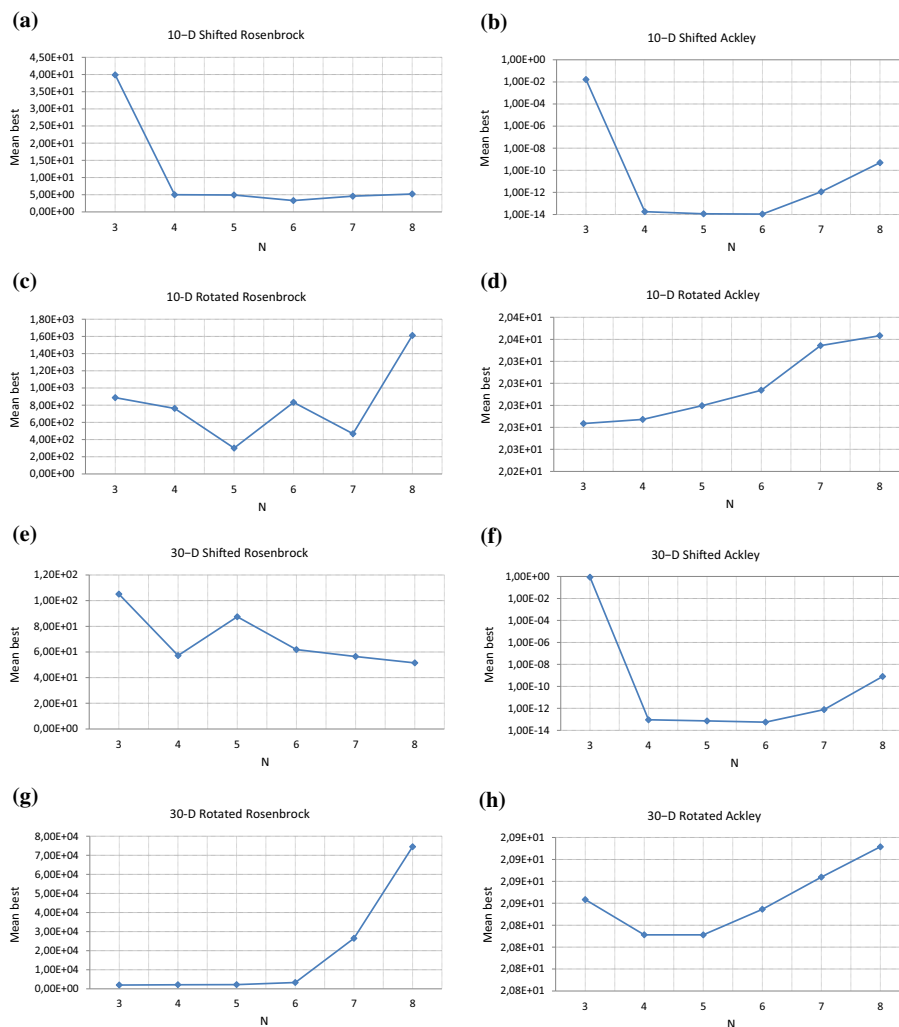 (a)
10–D Shifted Rosenbrock
4,50E+01
4,00E+01
3,50E+01
3,00E+01
2,50E+01
2,00E+01
1,50E+01
1,00E+01
5,00E+00
0,00E+00
Mean best
3 4 5 6 7 8
N
(b)
10–D Shifted Ackley
1,00E+00
1,00E-02
1,00E-04
1,00E-06
1,00E-08
1,00E-10
1,00E-12
1,00E-14
Mean best
3 4 5 6 7 8
N
(c)
10-D Rotated Rosenbrock
1,80E+03
1,60E+03
1,40E+03
1,20E+03
1,00E+03
8,00E+02
6,00E+02
4,00E+02
2,00E+02
0,00E+00
Mean best
3 4 5 6 7 8
N
(d)
10–D Rotated Ackley
2,04E+01
2,04E+01
2,03E+01
2,03E+01
2,03E+01
2,03E+01
2,02E+01
Mean best
3 4 5 6 7 8
N
(e)
30–D Shifted Rosenbrock
1,20E+02
1,00E+02
8,00E+01
6,00E+01
4,00E+01
2,00E+01
0,00E+00
Mean best
3 4 5 6 7 8
N
(f)
30–D Shifted Ackley
1,00E+00
1,00E-02
1,00E-04
1,00E-06
1,00E-08
1,00E-10
1,00E-12
1,00E-14
Mean best
3 4 5 6 7 8
N
(g)
30-D Rotated Rosenbrock
8,00E+04
7,00E+04
6,00E+04
5,00E+04
4,00E+04
3,00E+04
2,00E+04
1,00E+04
0,00E+00
Mean best
3 4 5 6 7 8
N
(h)
30–D Rotated Ackley
2,09E+01
2,09E+01
2,09E+01
2,09E+01
2,08E+01
2,08E+01
2,08E+01
2,08E+01
Mean best
3 4 5 6 7 8
N